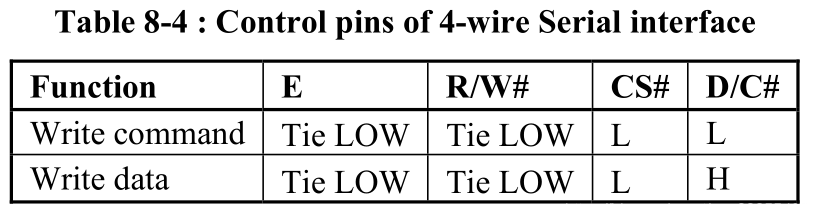 Table 8-4 : Control pins of 4-wire Serial interface
Function E R/W# CS# D/C#
Write command Tie LOW Tie LOW L L
Write data Tie LOW Tie LOW L H